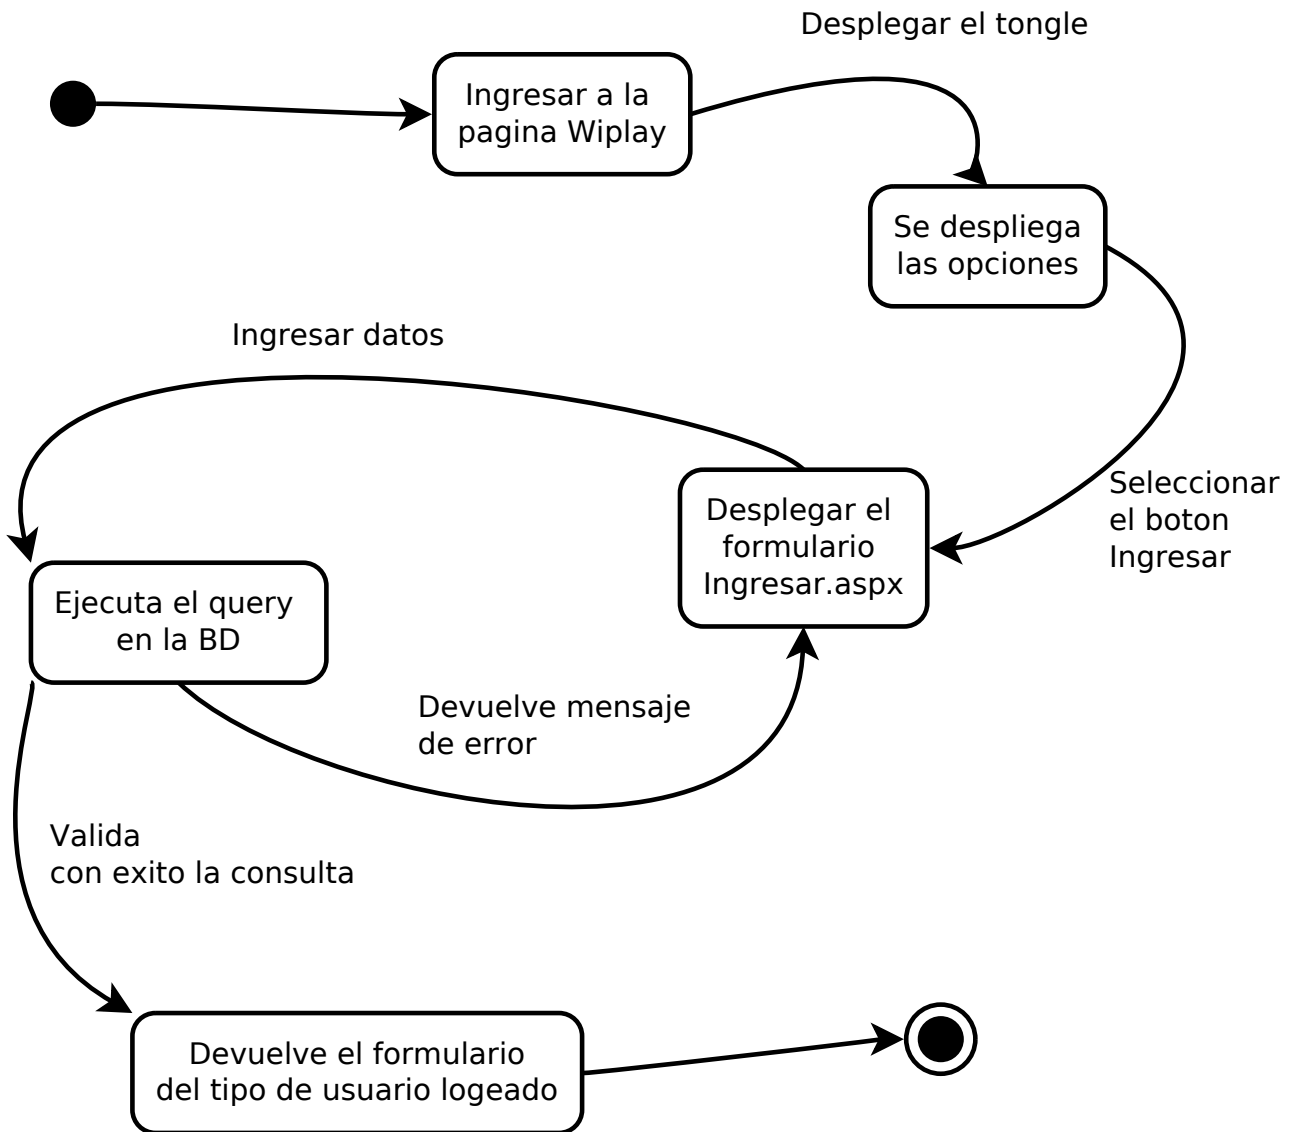 Desplegar el tongle
Ingresar a la
pagina Wiplay
Se despliega
las opciones
Ingresar datos
Seleccionar
el boton
Ingresar
Desplegar el
formulario
Ingresar.aspx
Ejecuta el query
en la BD
Devuelve mensaje
de error
Valida
con exito la consulta
Devuelve el formulario
del tipo de usuario logeado